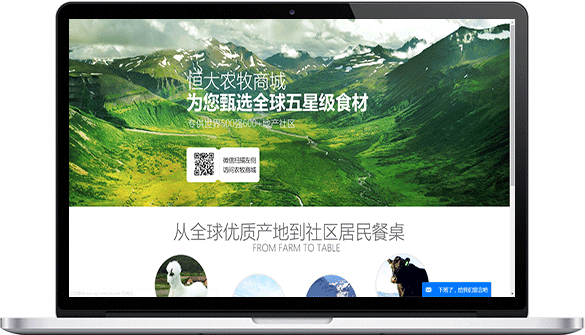 恒大农牧商城
为您甄选全球五星级食材
专供世界500强600+地产社区
微信扫描左侧
访问农牧商城
从全球优质产地到社区居民餐桌
FROM FARM TO TABLE
下班了，给我们留言吧